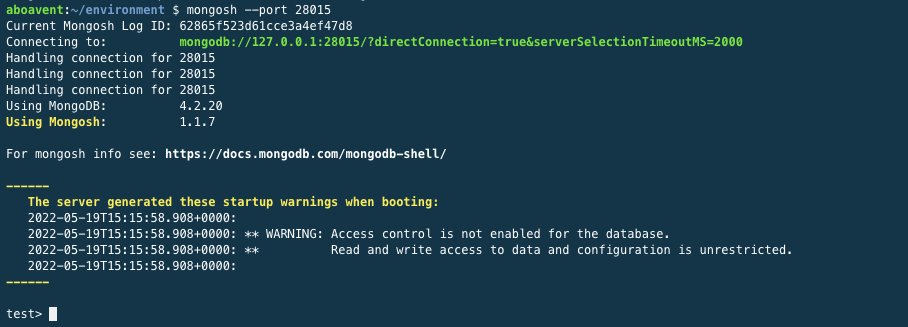 aboavent:~/environment $ mongosh --port 28015
Current Mongosh Log ID: 62865f523d61cce3a4ef47d8
Connecting to:          mongodb://127.0.0.1:28015/?directConnection=true&serverSelectionTimeoutMS=2000
Handling connection for 28015
Handling connection for 28015
Handling connection for 28015
Using MongoDB:          4.2.20
Using Mongosh:          1.1.7
For mongosh info see: https://docs.mongodb.com/mongodb-shell/
------
   The server generated these startup warnings when booting:
   2022-05-19T15:15:58.908+0000:
   2022-05-19T15:15:58.908+0000: ** WARNING: Access control is not enabled for the database.
   2022-05-19T15:15:58.908+0000: **          Read and write access to data and configuration is unrestricted.
   2022-05-19T15:15:58.908+0000:
------
test>